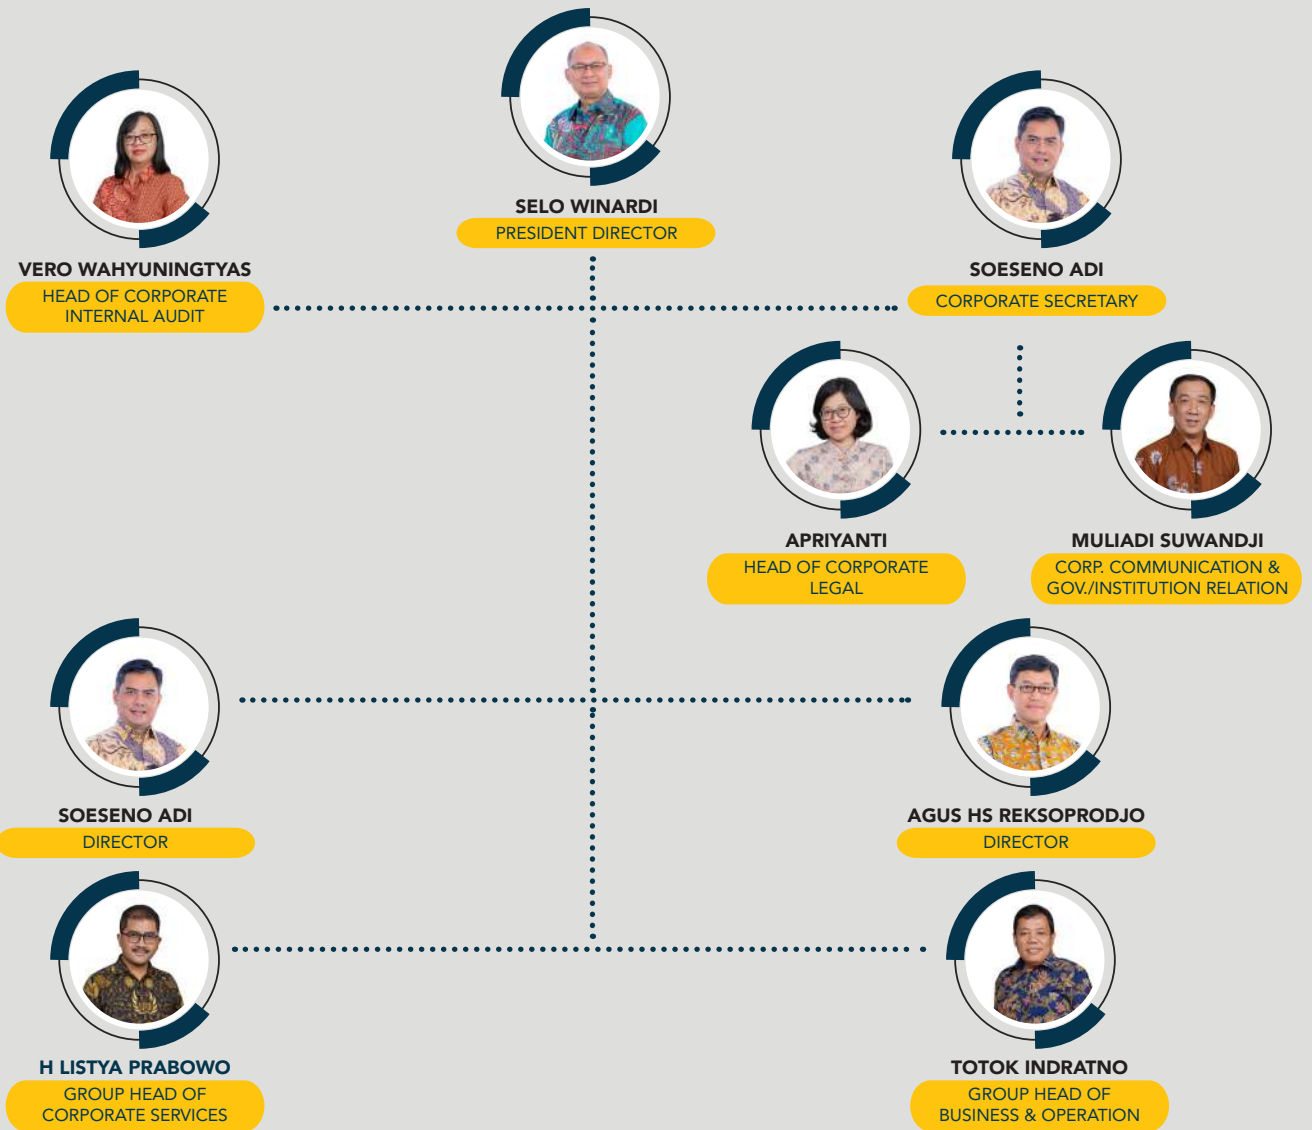 SELO WINARDI
PRESIDENT DIRECTOR
VERO WAHYUNINGTYAS
HEAD OF CORPORATE
INTERNAL AUDIT
SOESENO ADI
CORPORATE SECRETARY
APRIYANTI
HEAD OF CORPORATE
LEGAL
MULIADI SUWANDJI
CORP. COMMUNICATION &
GOV./INSTITUTION RELATION
SOESENO ADI
DIRECTOR
AGUS HS REKSOPRODJO
DIRECTOR
H LISTYA PRABOWO
GROUP HEAD OF
CORPORATE SERVICES
TOTOK INDRATNO
GROUP HEAD OF
BUSINESS & OPERATION